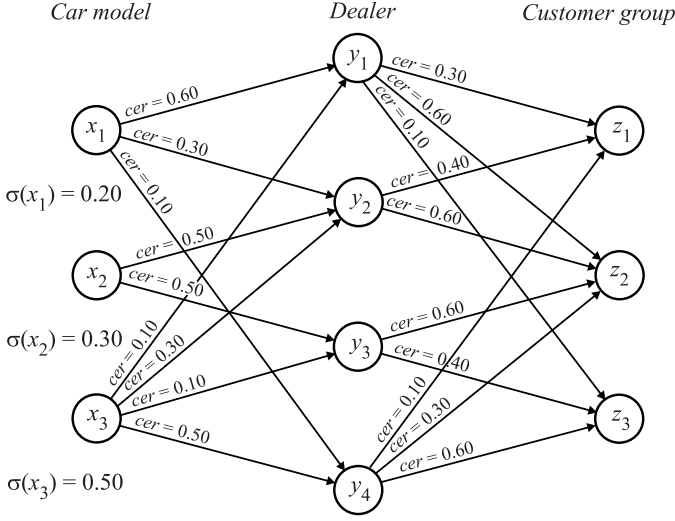 Car model
Dealer
Customer group
y1
cer = 0.30
cer = 0.60
cer = 0.10
cer = 0.60
x1
cer = 0.30
cer = 0.10
z1
σ(x1) = 0.20
cer = 0.40
y2
cer = 0.60
cer = 0.50
x2
cer = 0.50
z2
σ(x2) = 0.30
cer = 0.60
y3
cer = 0.40
cer = 0.10
cer = 0.30
cer = 0.10
x3
cer = 0.50
cer = 0.10
cer = 0.30
cer = 0.60
z3
σ(x3) = 0.50
y4